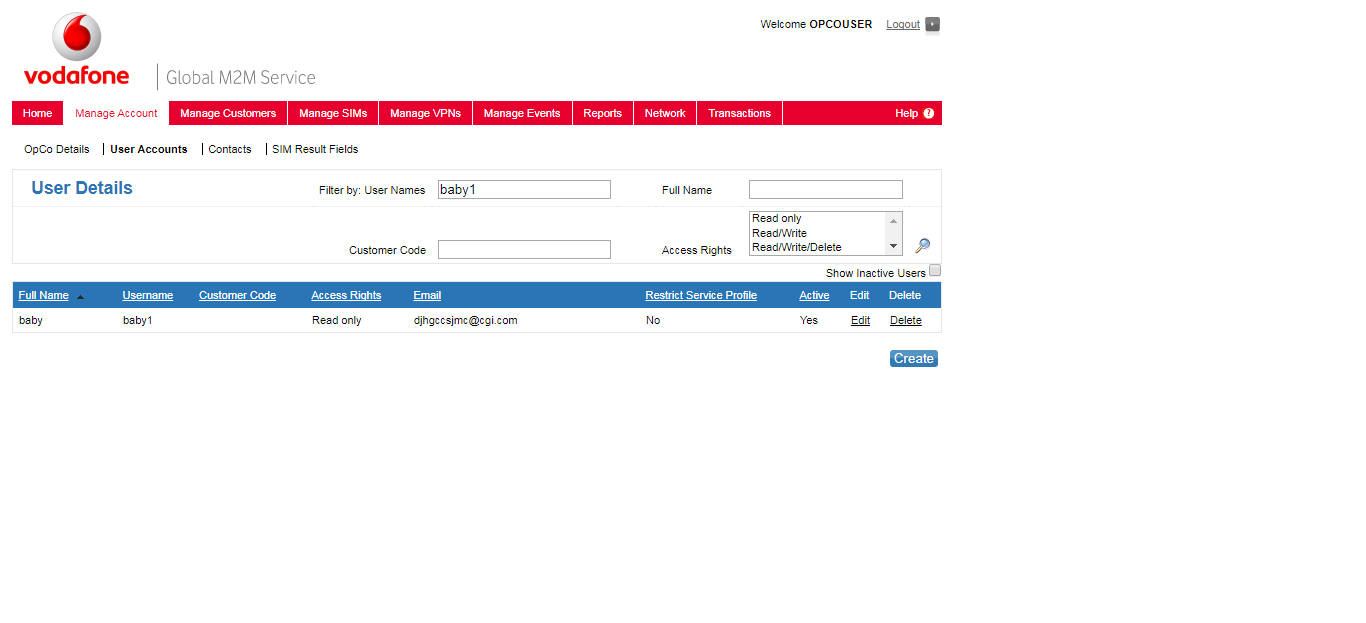 Welcome OPCOUSER Logout
vodafone Global M2M Service
Home Manage Account Manage Customers Manage SIMs Manage VPNs Manage Events Reports Network Transactions Help ?
OpCo Details User Accounts Contacts SIM Result Fields
User Details Filter by: User Names baby1 Full Name
Customer Code Access Rights Read only
Read/Write
Read/Write/Delete
Show Inactive Users
Full Name Username Customer Code Access Rights Email Restrict Service Profile Active Edit Delete
baby baby1 Read only djhgccsjmc@cgi.com No Yes Edit Delete
Create